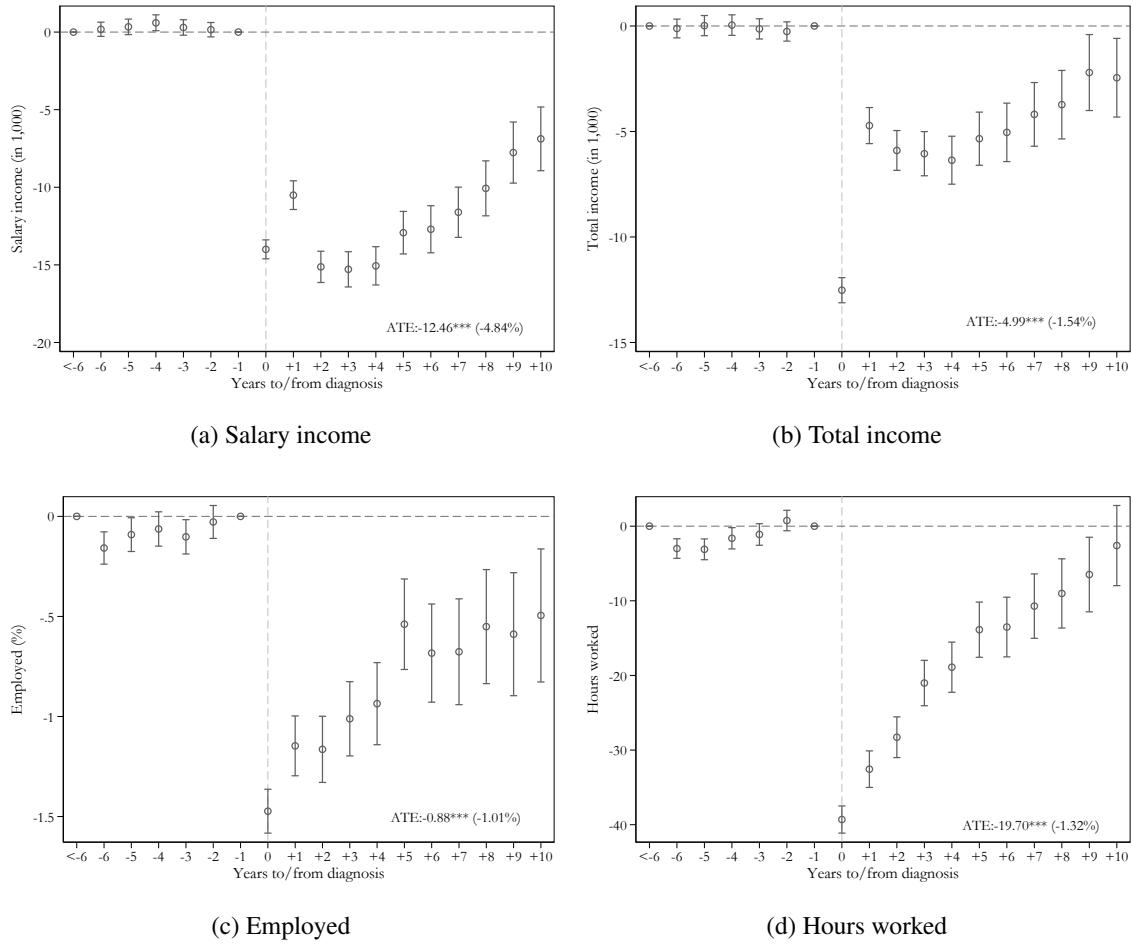 0
-5
-10
-15
-20
Salary income (in 1,000)
ATE:-12.46*** (-4.84%)
<-6 -6 -5 -4 -3 -2 -1 0 +1 +2 +3 +4 +5 +6 +7 +8 +9 +10
Years to/from diagnosis
(a) Salary income
0
-5
-10
-15
Total income (in 1,000)
ATE:-4.99*** (-1.54%)
<-6 -6 -5 -4 -3 -2 -1 0 +1 +2 +3 +4 +5 +6 +7 +8 +9 +10
Years to/from diagnosis
(b) Total income
0
-.5
-1
-1.5
Employed (%)
ATE:-0.88*** (-1.01%)
<-6 -6 -5 -4 -3 -2 -1 0 +1 +2 +3 +4 +5 +6 +7 +8 +9 +10
Years to/from diagnosis
(c) Employed
0
-10
-20
-30
-40
Hours worked
ATE:-19.70*** (-1.32%)
<-6 -6 -5 -4 -3 -2 -1 0 +1 +2 +3 +4 +5 +6 +7 +8 +9 +10
Years to/from diagnosis
(d) Hours worked